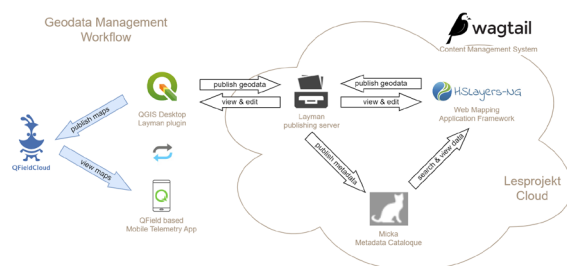 Geodata Management
Workflow
wagtail
Content Management System
publish geodata
view & edit
publish geodata
view & edit
QGIS Desktop
Layman plugin
Layman
publishing server
HSLayers-NG
Web Mapping
Application Framework
publish maps
QFieldCloud
view maps
publish metadata
search & view data
Lesprojekt
Cloud
QField based
Mobile Telemetry App
Micka
Metadata Cataloque